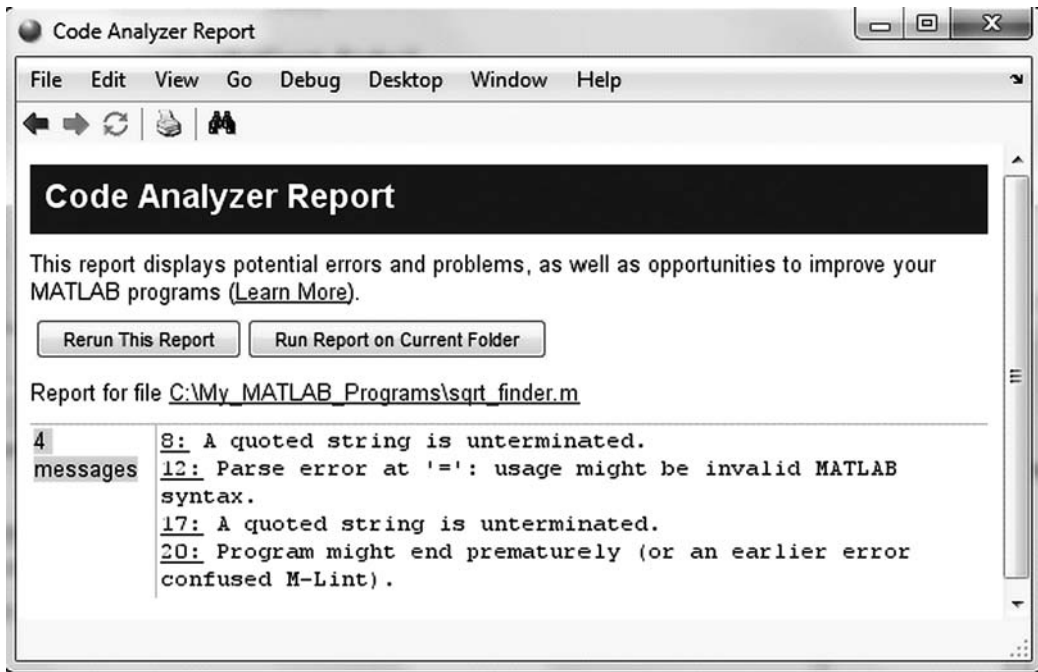 Code Analyzer Report
File Edit View Go Debug Desktop Window Help
Code Analyzer Report
This report displays potential errors and problems, as well as opportunities to improve your
MATLAB programs (Learn More).
Rerun This Report Run Report on Current Folder
Report for file C:\My_MATLAB_Programs\sqrt_finder.m
4
messages
8: A quoted string is unterminated.
12: Parse error at '=': usage might be invalid MATLAB
syntax.
17: A quoted string is unterminated.
20: Program might end prematurely (or an earlier error
confused M-Lint).